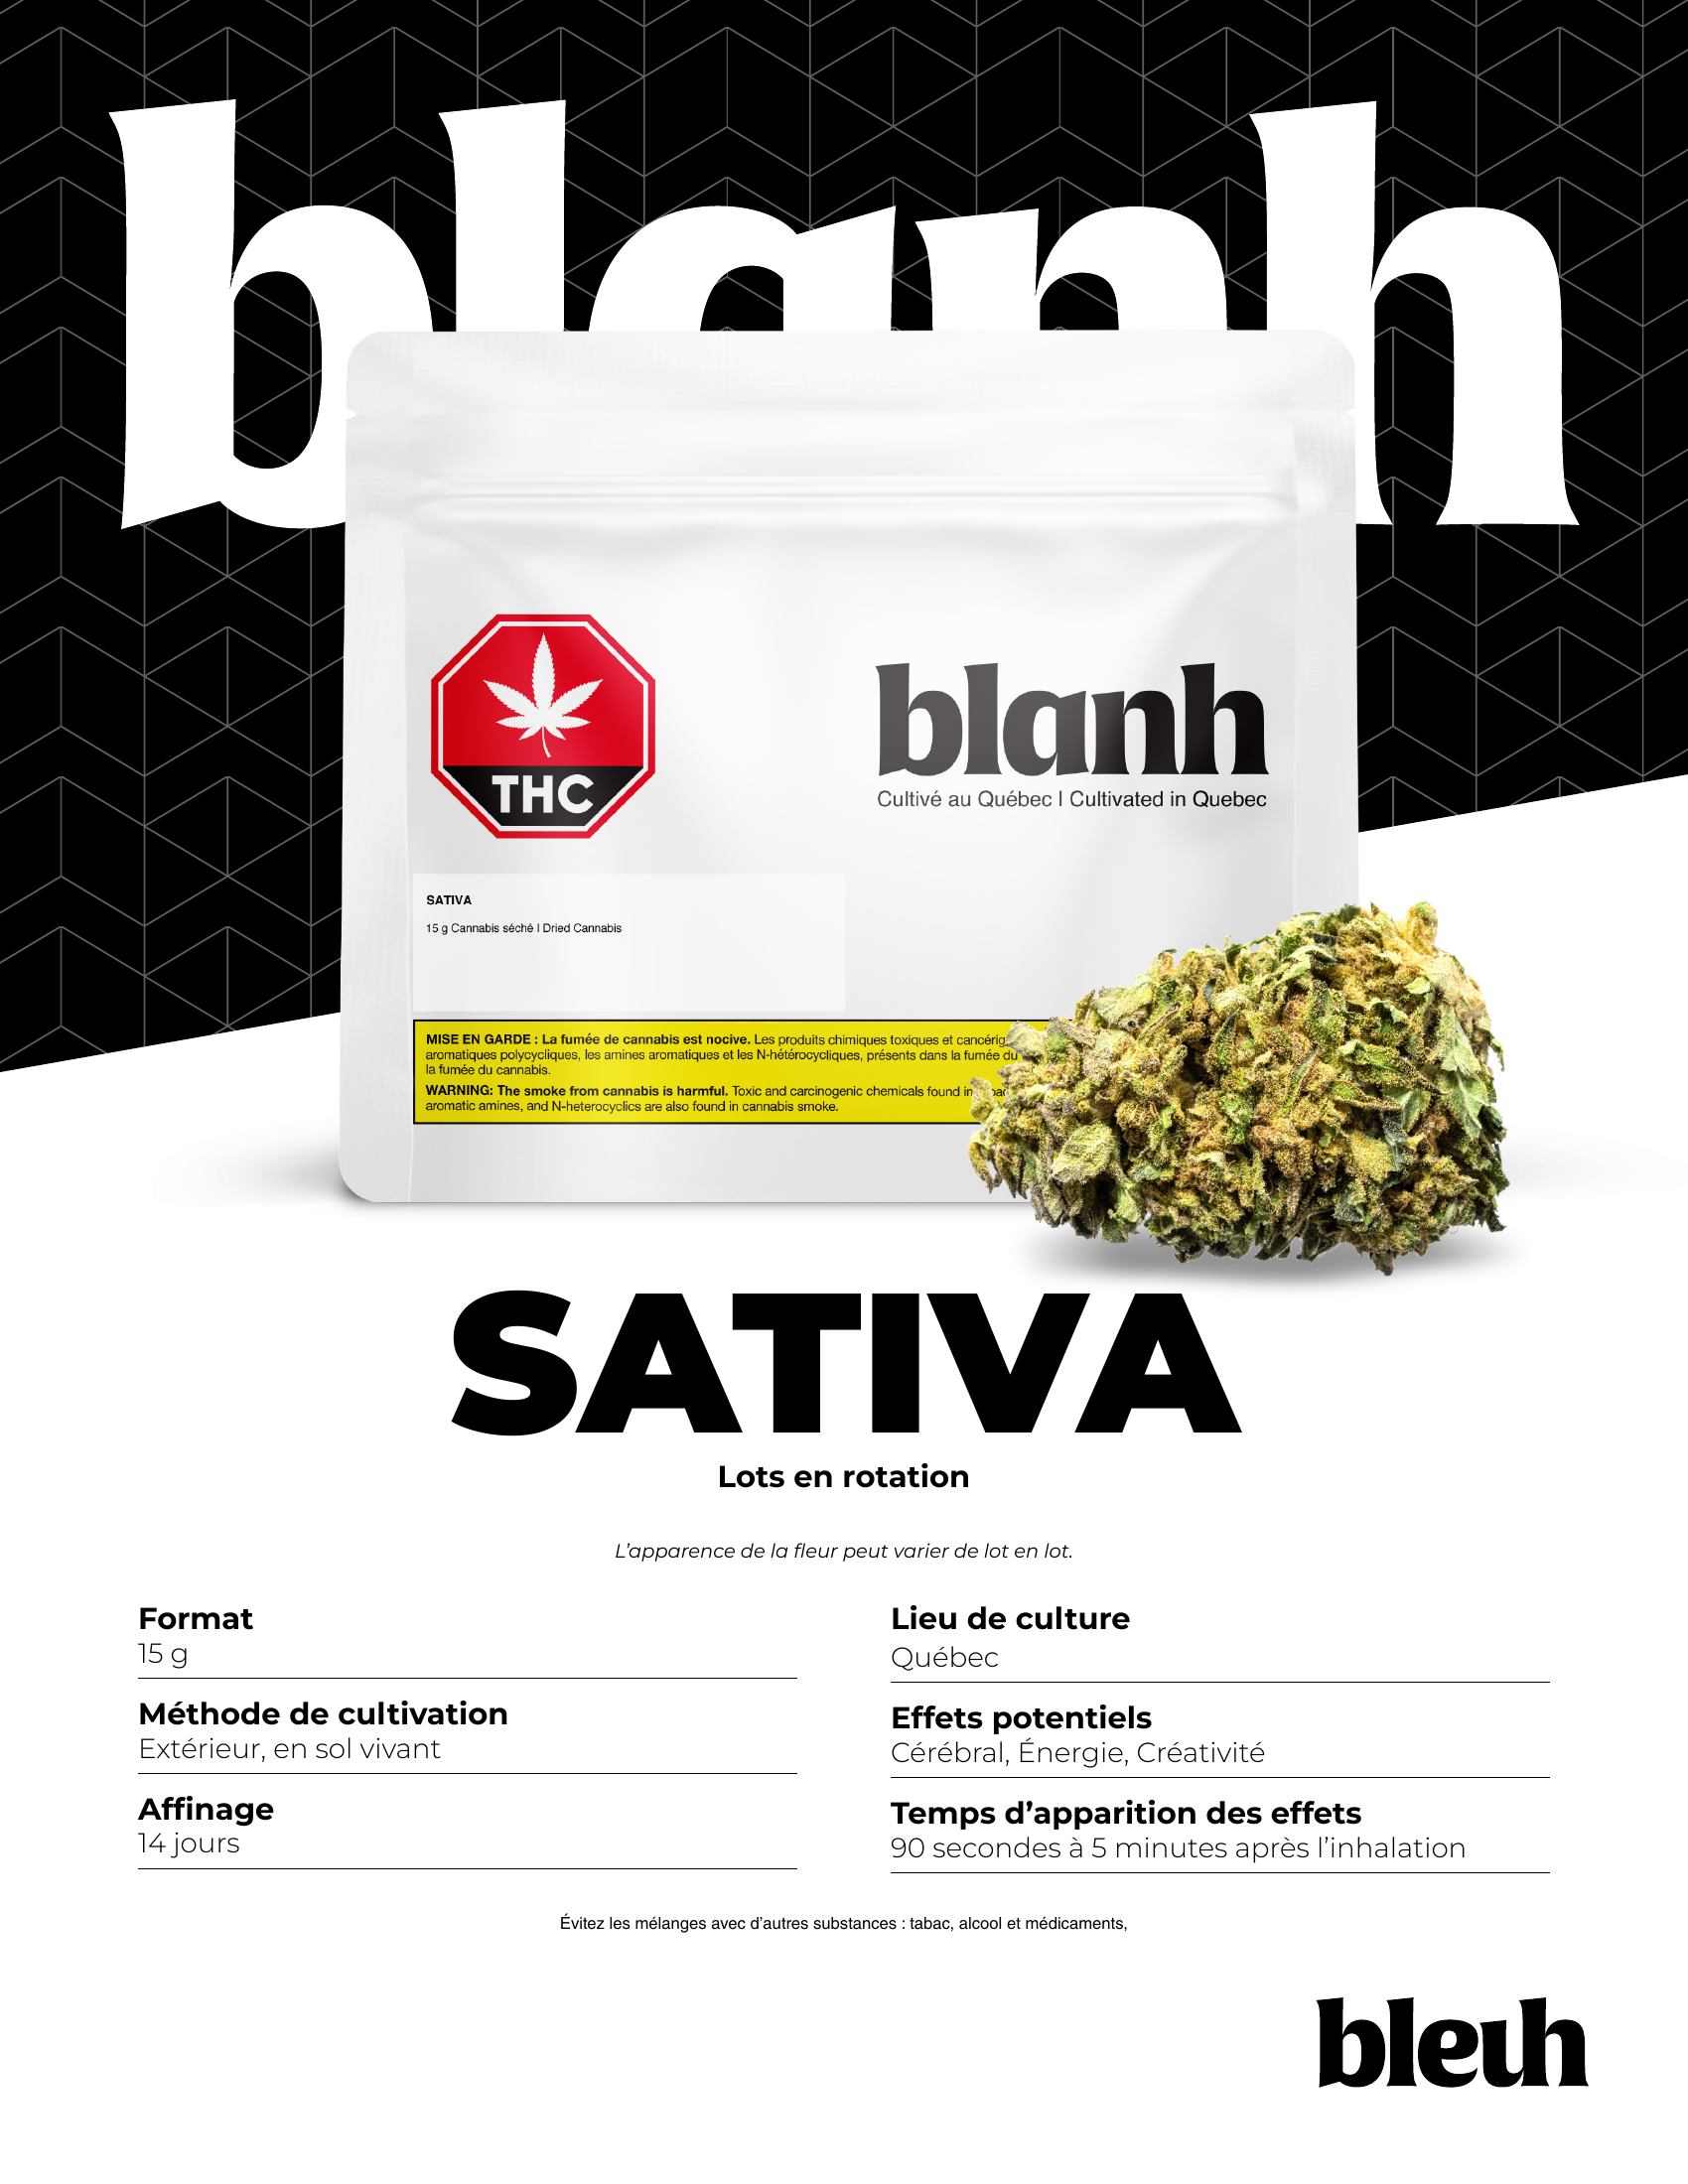 blanh
THC
blanh
Cultivé au Québec | Cultivated in Quebec
SATIVA
15 g Cannabis séché | Dried Cannabis
MISE EN GARDE : La fumée de cannabis est nocive. Les produits chimiques toxiques et
aromatiques polycycliques, les amines aromatiques et les N-hétérocycliques, présents dans la fumée du
la fumée du cannabis.
WARNING: The smoke from cannabis is harmful. Toxic and carcinogenic chemicals found in
aromatic amines, and N-heterocyclics are also found in cannabis smoke.
SATIVA
Lots en rotation
L'apparence de la fleur peut varier de lot en lot.
Format
15 g
Méthode de cultivation
Extérieur, en sol vivant
Affinage
14 jours
Lieu de culture
Québec
Effets potentiels
Cérébral, Énergie, Créativité
Temps d'apparition des effets
90 secondes à 5 minutes après l'inhalation
Évitez les mélanges avec d'autres substances : tabac, alcool et médicaments,
bleuh